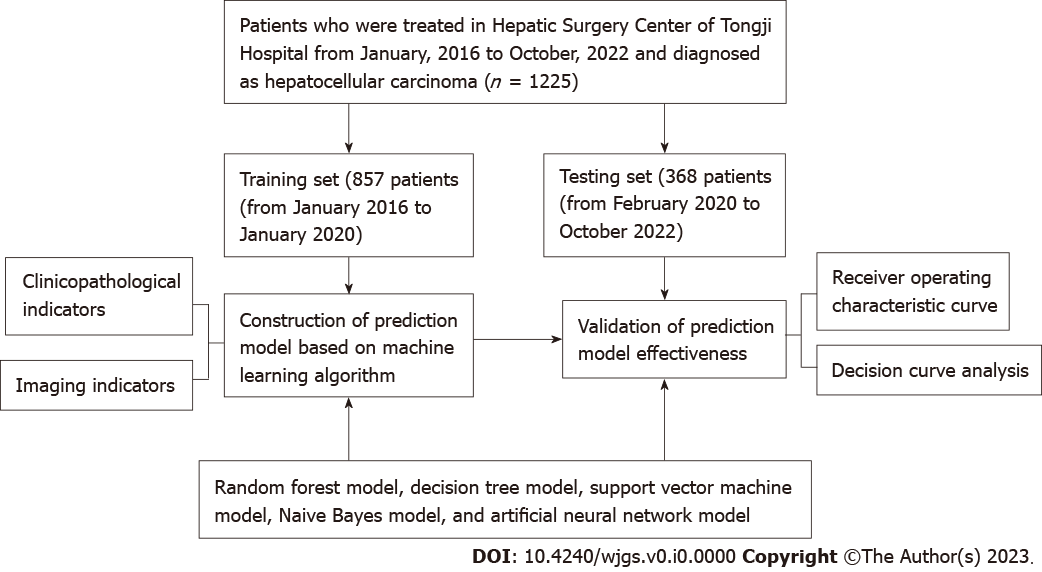 Patients who were treated in Hepatic Surgery Center of Tongji
Hospital from January, 2016 to October, 2022 and diagnosed
as hepatocellular carcinoma (n = 1225)
Training set (857 patients
(from January 2016 to
January 2020)
Testing set (368 patients
(from February 2020 to
October 2022)
Clinicopathological
indicators
Imaging indicators
Construction of prediction
model based on machine
learning algorithm
Validation of prediction
model effectiveness
Receiver operating
characteristic curve
Decision curve analysis
Random forest model, decision tree model, support vector machine
model, Naive Bayes model, and artificial neural network model
DOI: 10.4240/wjgs.v0.i0.0000 Copyright ©The Author(s) 2023.